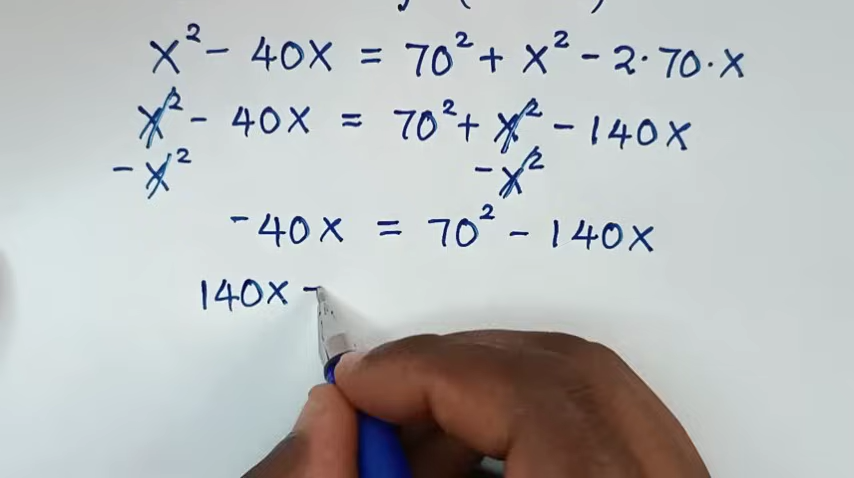 x² - 40x = 70² + x² - 2·70·x
x² - 40x = 70² + x² - 140x
-x² -x²
-40x = 70² - 140x
140x -